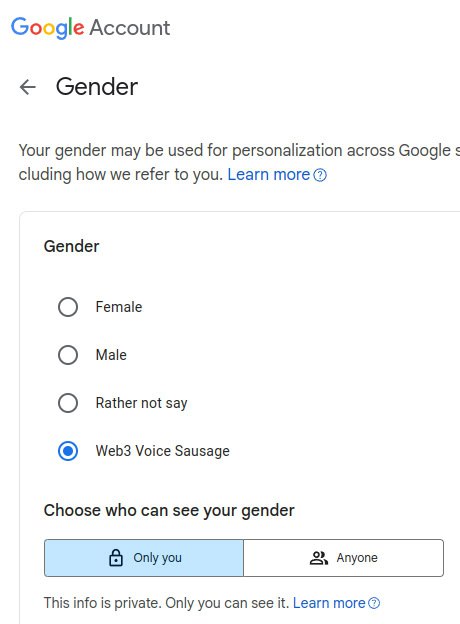 Google Account
Gender
Your gender may be used for personalization across Google s
cluding how we refer to you. Learn more
Gender
Female
Male
Rather not say
Web3 Voice Sausage
Choose who can see your gender
Only you
Anyone
This info is private. Only you can see it. Learn more